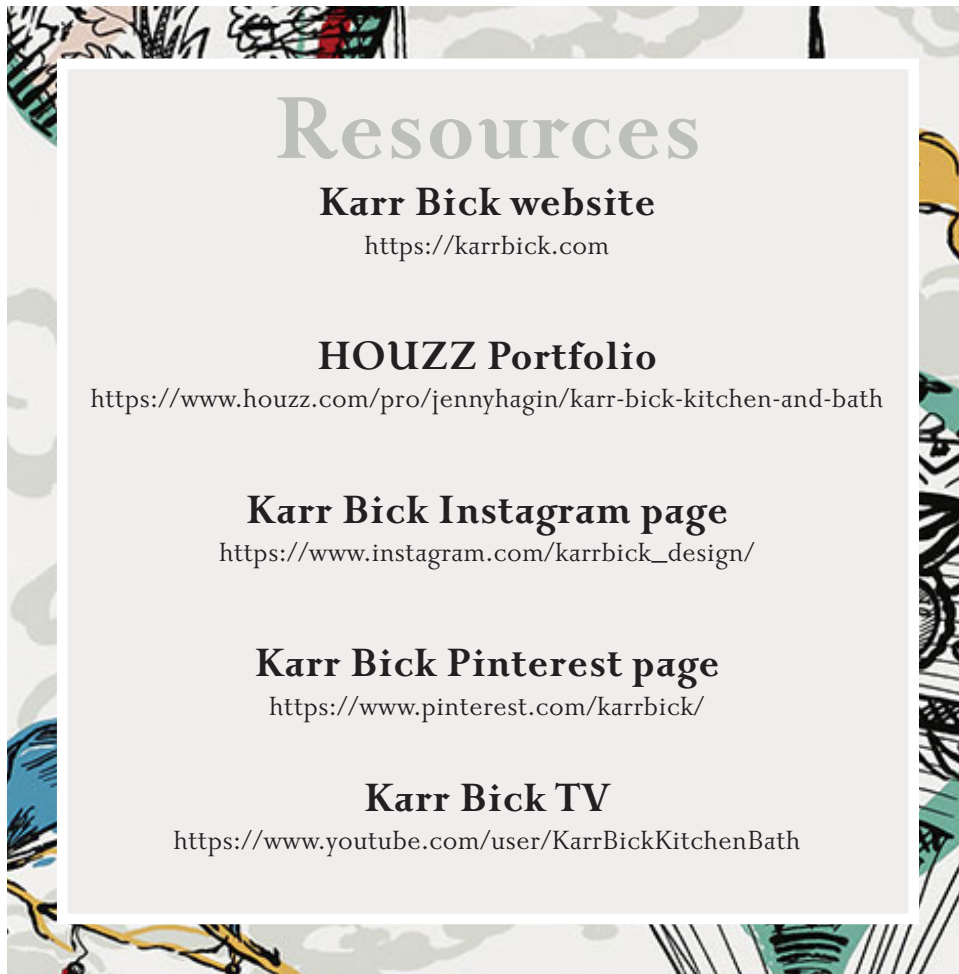 Resources
Karr Bick website
https://karrbick.com
HOUZZ Portfolio
https://www.houzz.com/pro/jennyhagin/karr-bick-kitchen-and-bath
Karr Bick Instagram page
https://www.instagram.com/karrbick_design/
Karr Bick Pinterest page
https://www.pinterest.com/karrbick/
Karr Bick TV
https://www.youtube.com/user/KarrBickKitchenBath